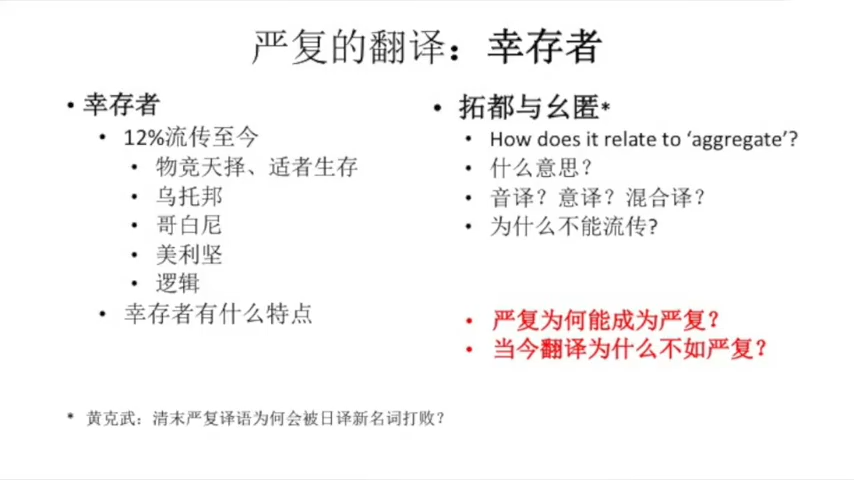 严复的翻译：幸存者
• 幸存者
• 12%流传至今
• 物竞天择、适者生存
• 乌托邦
• 哥白尼
• 美利坚
• 逻辑
• 幸存者有什么特点
• 拓都与幺匿*
• How does it relate to ‘aggregate’?
• 什么意思？
• 音译？意译？混合译？
• 为什么不能流传?
• 严复为何能成为严复？
• 当今翻译为什么不如严复？
* 黄克武：清末严复译语为何会被日译新名词打败？